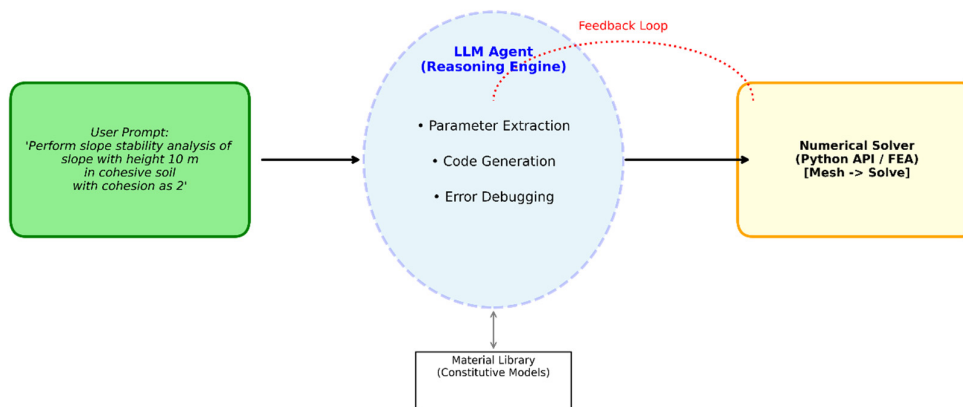 Feedback Loop
LLM Agent
(Reasoning Engine)
User Prompt:
'Perform slope stability analysis of
slope with height 10 m
in cohesive soil
with cohesion as 2'
• Parameter Extraction
• Code Generation
• Error Debugging
Numerical Solver
(Python API / FEA)
[Mesh -> Solve]
Material Library
(Constitutive Models)